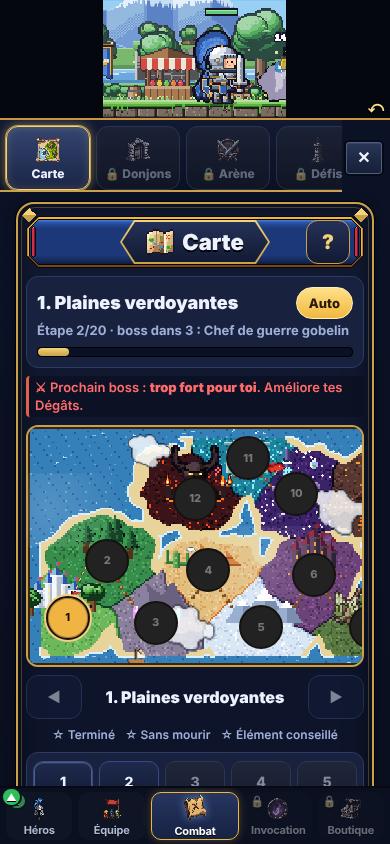 14
Carte
Donjons
Arène
Défis
×
Carte
?
1. Plaines verdoyantes
Auto
Étape 2/20 · boss dans 3 : Chef de guerre gobelin
Prochain boss : trop fort pour toi. Améliore tes
Dégâts.
11
12
10
2
4
6
1
3
5
1. Plaines verdoyantes
☆ Terminé ☆ Sans mourir ☆ Élément conseillé
1 2 3 4 5
Héros
Équipe
Combat
Invocation
Boutique